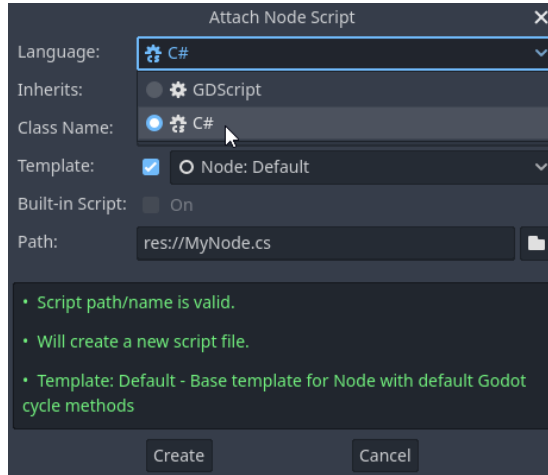 Attach Node Script
Language: C#
Inherits: GDScript
Class Name: C#
Template: Node: Default
Built-in Script: On
Path: res://MyNode.cs
• Script path/name is valid.
• Will create a new script file.
• Template: Default - Base template for Node with default Godot
cycle methods
Create Cancel